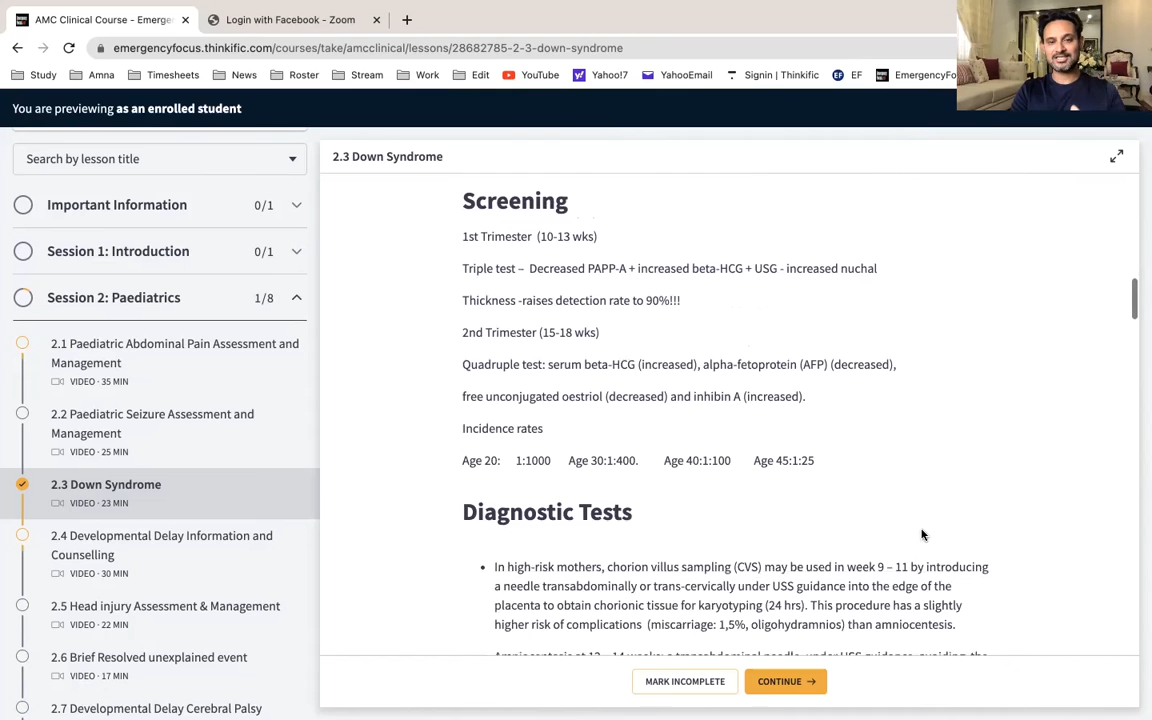 AMC Clinical Course - Emergen
Login with Facebook - Zoom
emergencyfocus.thinkific.com/courses/take/amcclinical/lessons/28682785-2-3-down-syndrome
Study
Amna
Timesheets
News
Roster
Stream
Work
Edit
YouTube
Yahoo!7
YahooEmail
Signin | Thinkific
EF
EF
EmergencyFo
You are previewing as an enrolled student
Search by lesson title
Important Information 0/1
Session 1: Introduction 0/1
Session 2: Paediatrics 1/8
2.1 Paediatric Abdominal Pain Assessment and
Management
VIDEO · 35 MIN
2.2 Paediatric Seizure Assessment and
Management
VIDEO · 25 MIN
2.3 Down Syndrome
VIDEO · 23 MIN
2.4 Developmental Delay Information and
Counselling
VIDEO · 30 MIN
2.5 Head injury Assessment & Management
VIDEO · 22 MIN
2.6 Brief Resolved unexplained event
VIDEO · 17 MIN
2.7 Developmental Delay Cerebral Palsy
2.3 Down Syndrome
Screening
1st Trimester (10-13 wks)
Triple test – Decreased PAPP-A + increased beta-HCG + USG - increased nuchal
Thickness -raises detection rate to 90%!!!
2nd Trimester (15-18 wks)
Quadruple test: serum beta-HCG (increased), alpha-fetoprotein (AFP) (decreased),
free unconjugated oestriol (decreased) and inhibin A (increased).
Incidence rates
Age 20: 1:1000 Age 30:1:400. Age 40:1:100 Age 45:1:25
Diagnostic Tests
• In high-risk mothers, chorion villus sampling (CVS) may be used in week 9 – 11 by introducing
a needle transabdominally or trans-cervically under USS guidance into the edge of the
placenta to obtain chorionic tissue for karyotyping (24 hrs). This procedure has a slightly
higher risk of complications (miscarriage: 1,5%, oligohydramnios) than amniocentesis.
MARK INCOMPLETE
CONTINUE →